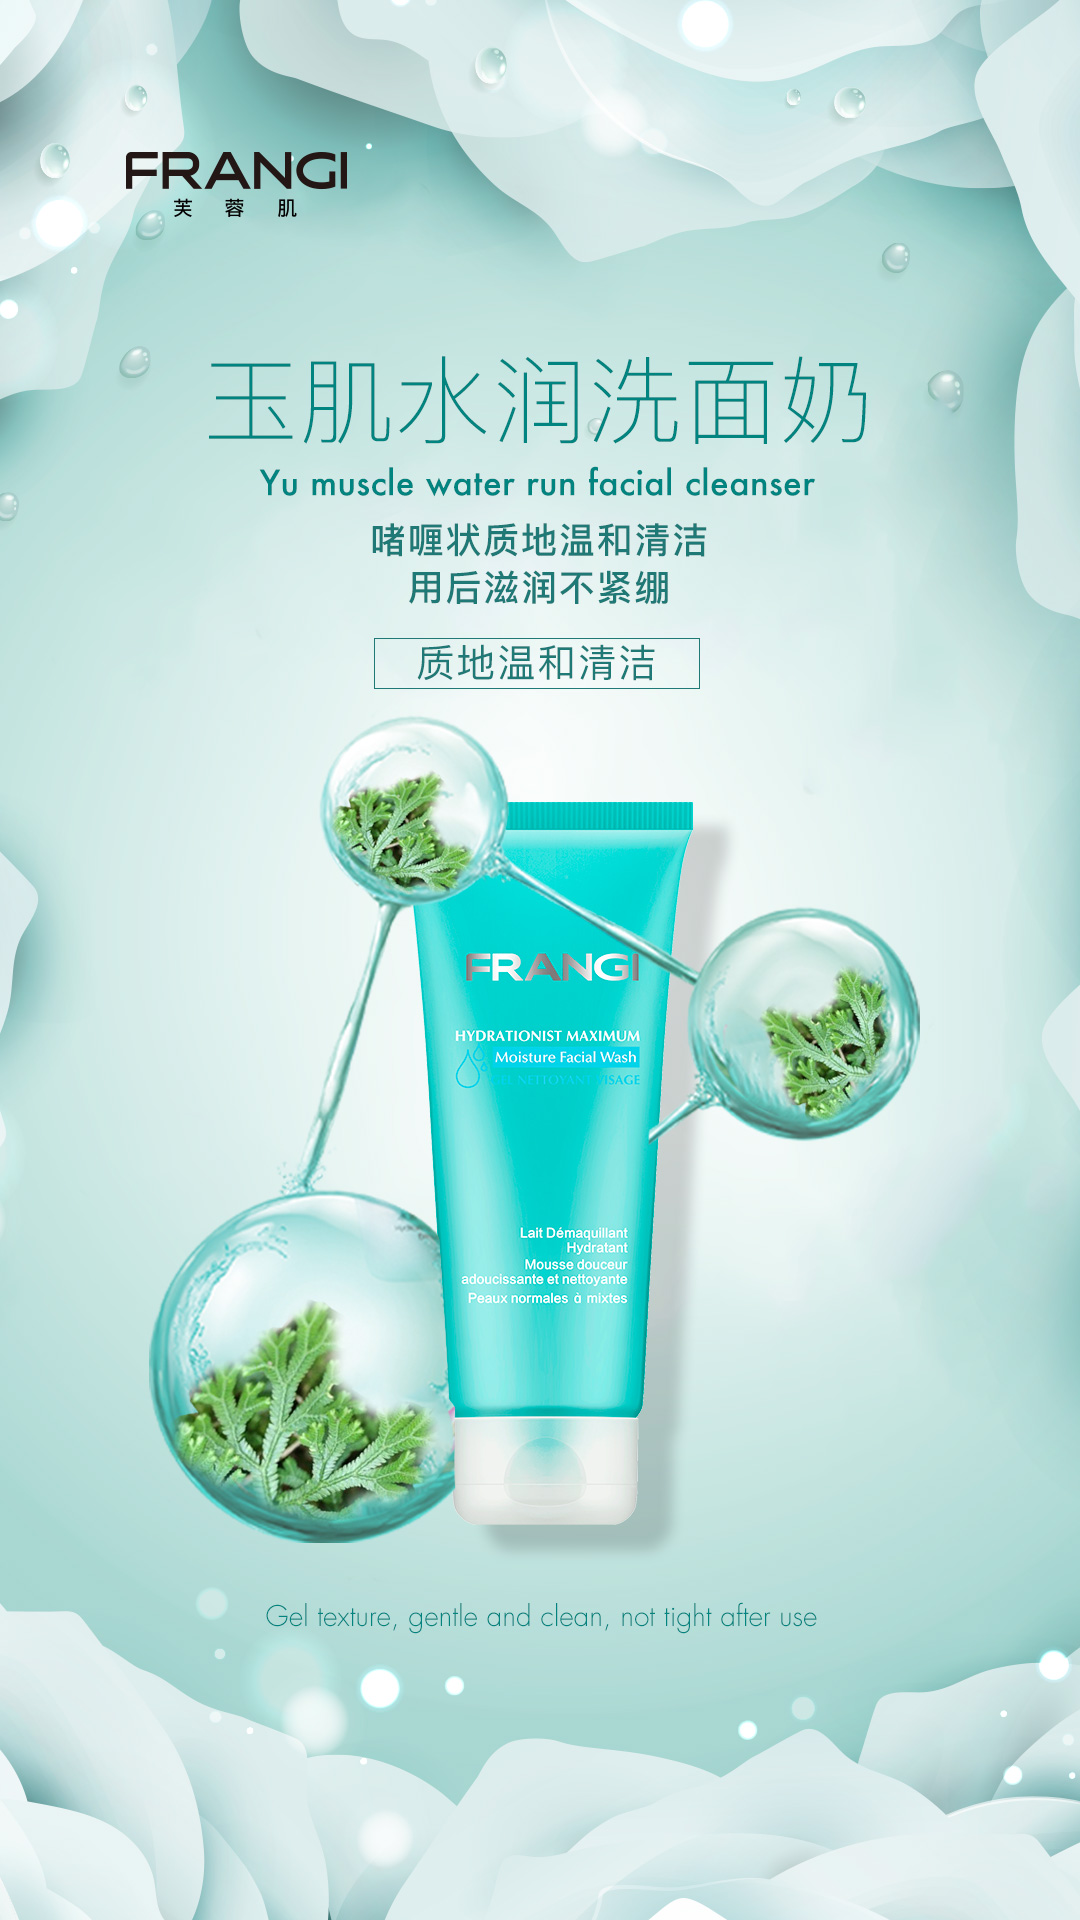 FRANGI
芙蓉肌
玉肌水润洗面奶
Yu muscle water run facial cleanser
啫喱状质地温和清洁
用后滋润不紧绷
质地温和清洁
FRANGI
HYDRATIONIST MAXIMUM
Moisture Facial Wash
NETTOYANT VISAGE
Lait Démaquillant
Hydratant
Mousse douceur
adoucissante et nettoyante
Peaux normales à mixtes
Gel texture, gentle and clean, not tight after use